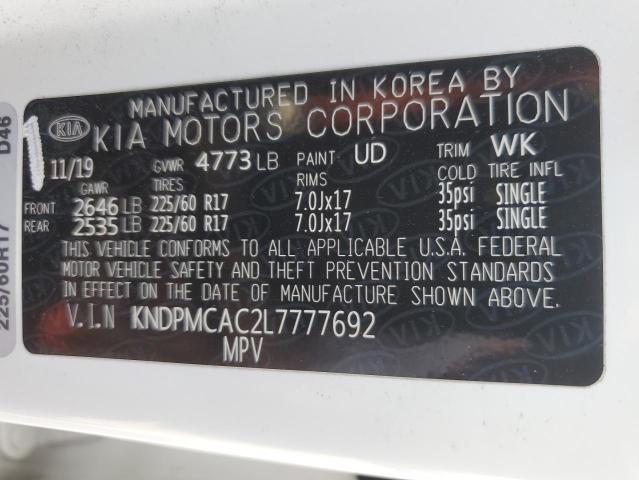 MANUFACTURED IN KOREA BY
KIA KIA MOTORS CORPORATION
11/19 GVWR 4773 LB PAINT UD TRIM WK
GAWR TIRES RIMS COLD TIRE INFL
FRONT 2646 LB 225/60 R17 7.0Jx17 35psi SINGLE
REAR 2535 LB 225/60 R17 7.0Jx17 35psi SINGLE
THIS VEHICLE CONFORMS TO ALL APPLICABLE U.S.A. FEDERAL
MOTOR VEHICLE SAFETY AND THEFT PREVENTION STANDARDS
IN EFFECT ON THE DATE OF MANUFACTURE SHOWN ABOVE.
V.I.N KNDPMCAC2L7777692
MPV
225/60R17 D46